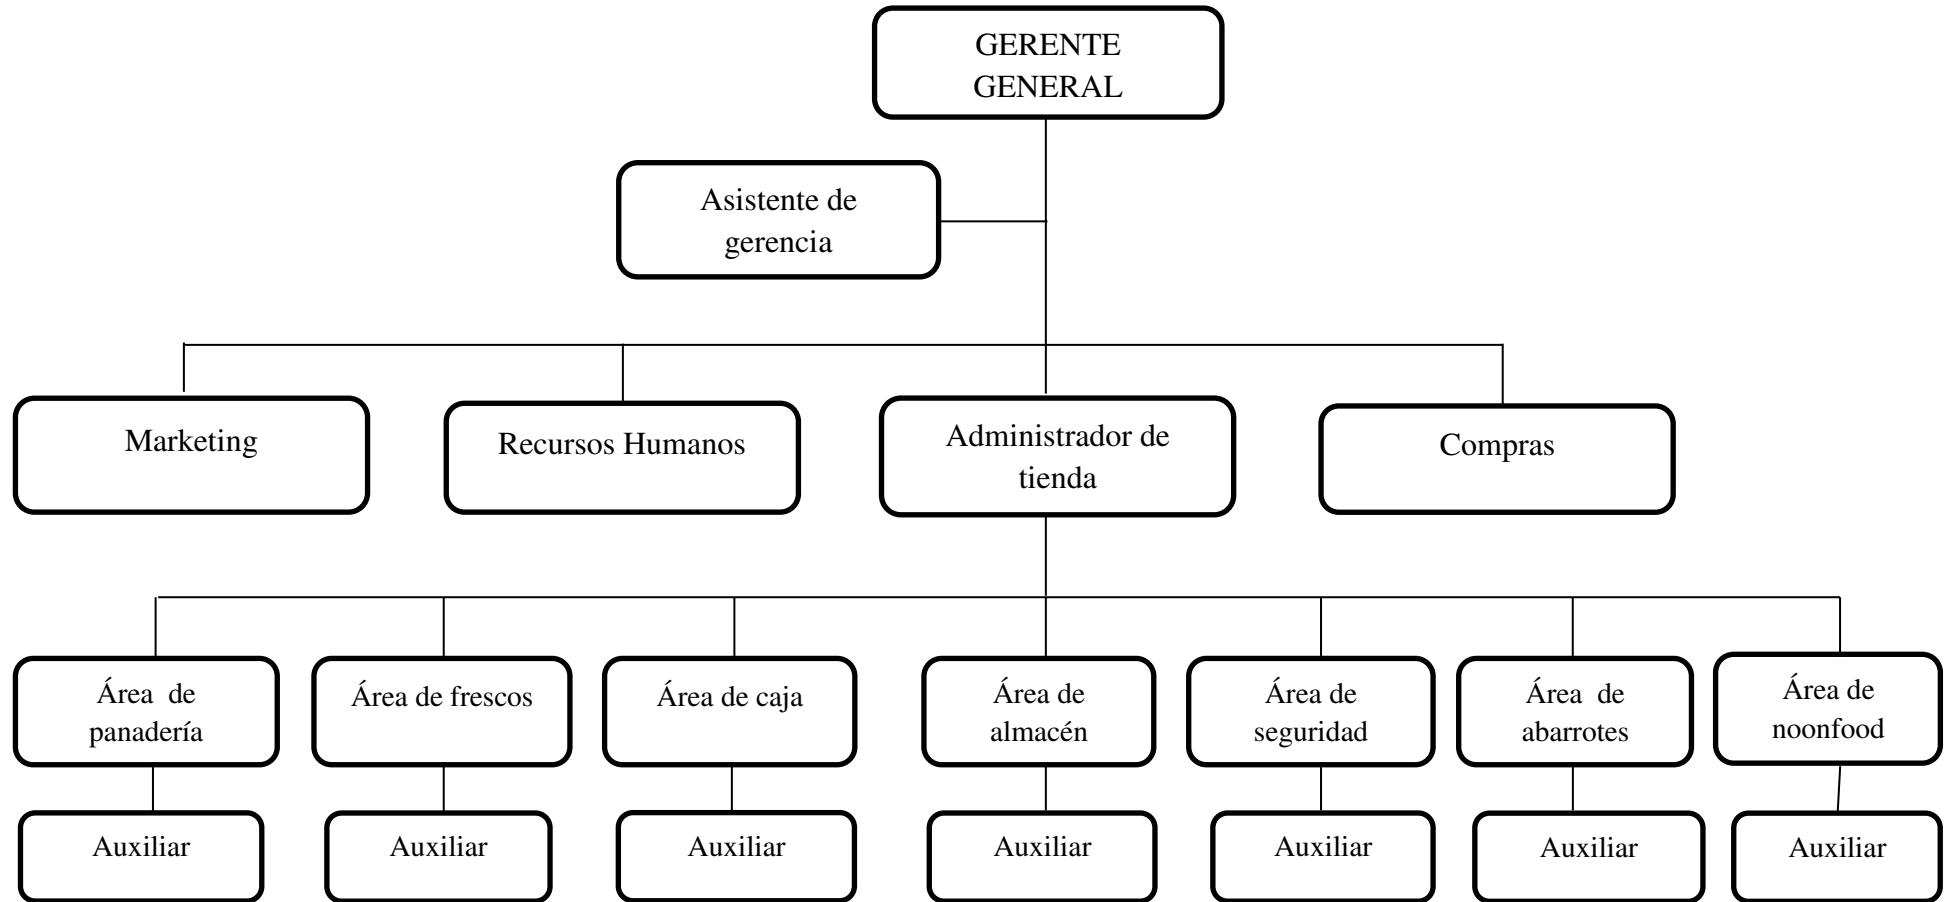 GERENTE
GENERAL
Asistente de
gerencia
Marketing
Recursos Humanos
Administrador de
tienda
Compras
Área  de
panadería
Área de frescos
Área de caja
Área de
almacén
Área de
seguridad
Área  de
abarrotes
Área de
noonfood
Auxiliar
Auxiliar
Auxiliar
Auxiliar
Auxiliar
Auxiliar
Auxiliar